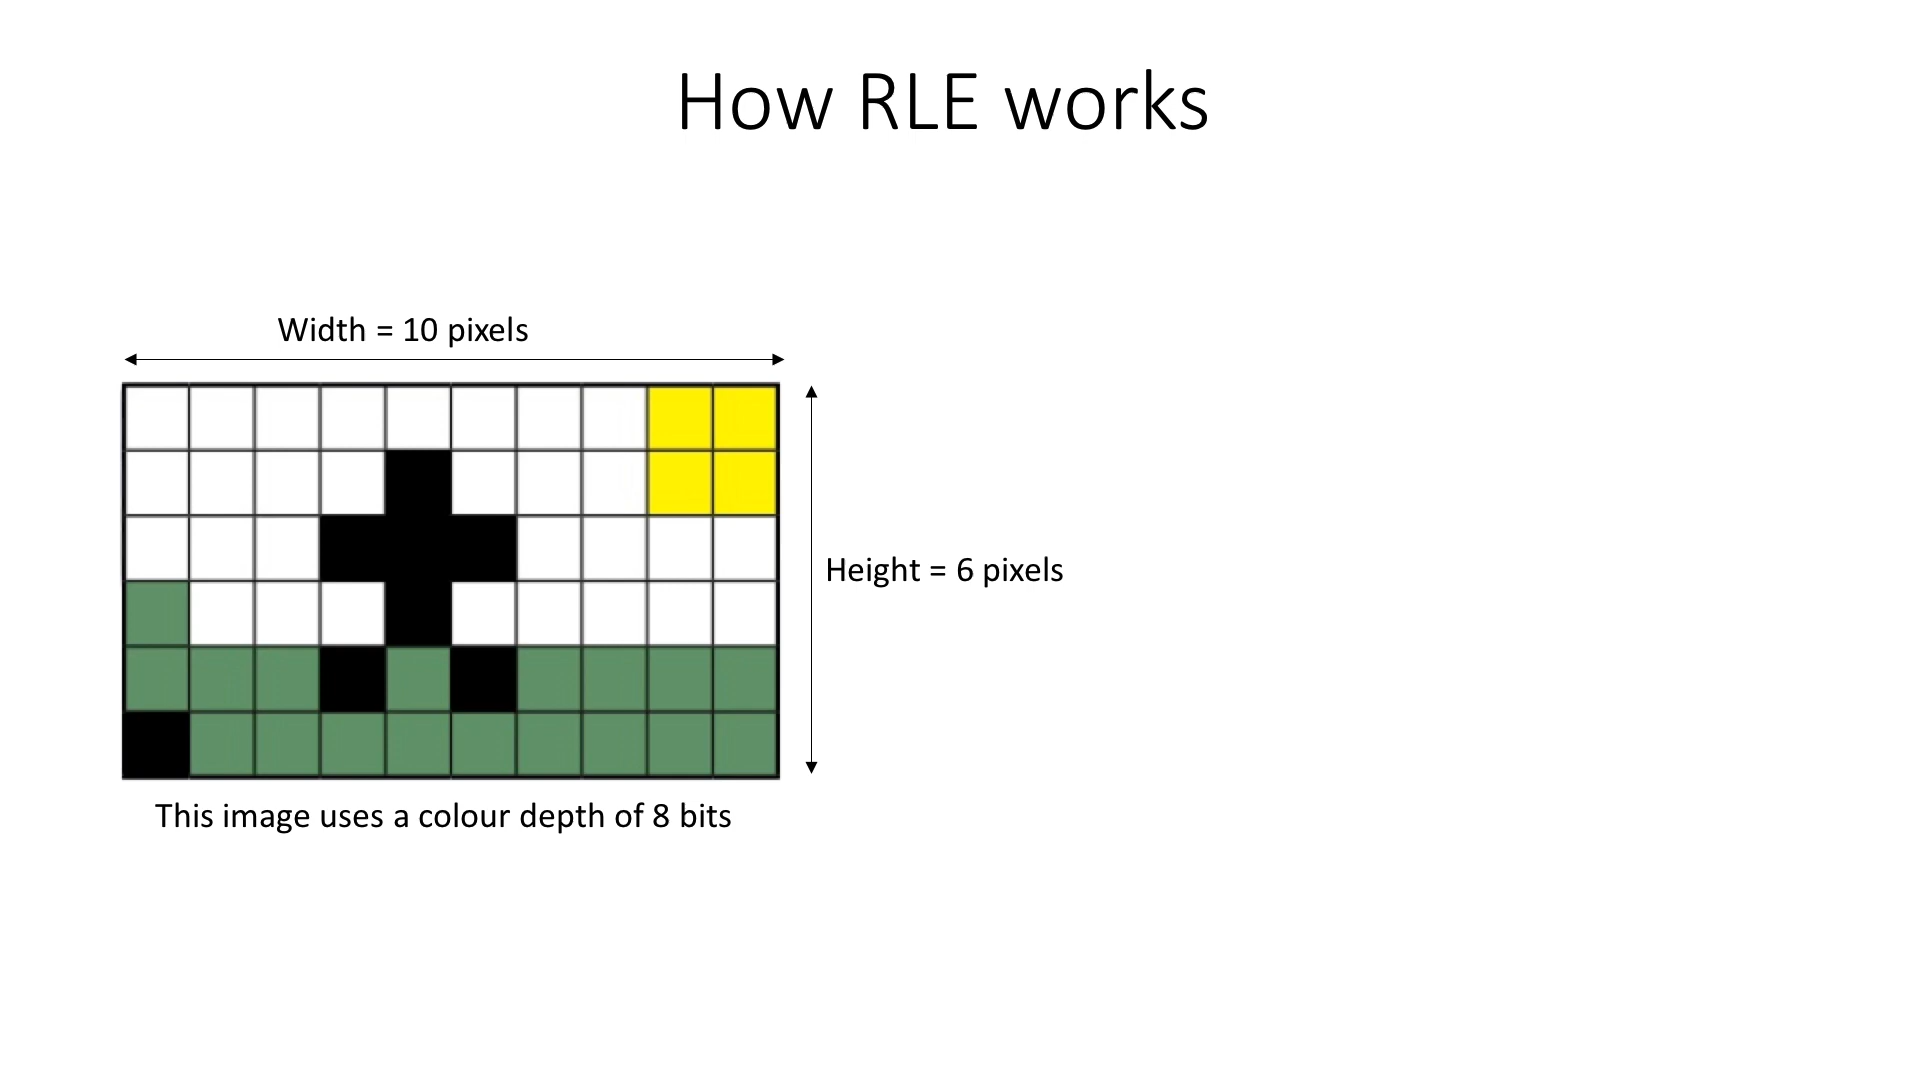 How RLE works
Width = 10 pixels
Height = 6 pixels
This image uses a colour depth of 8 bits